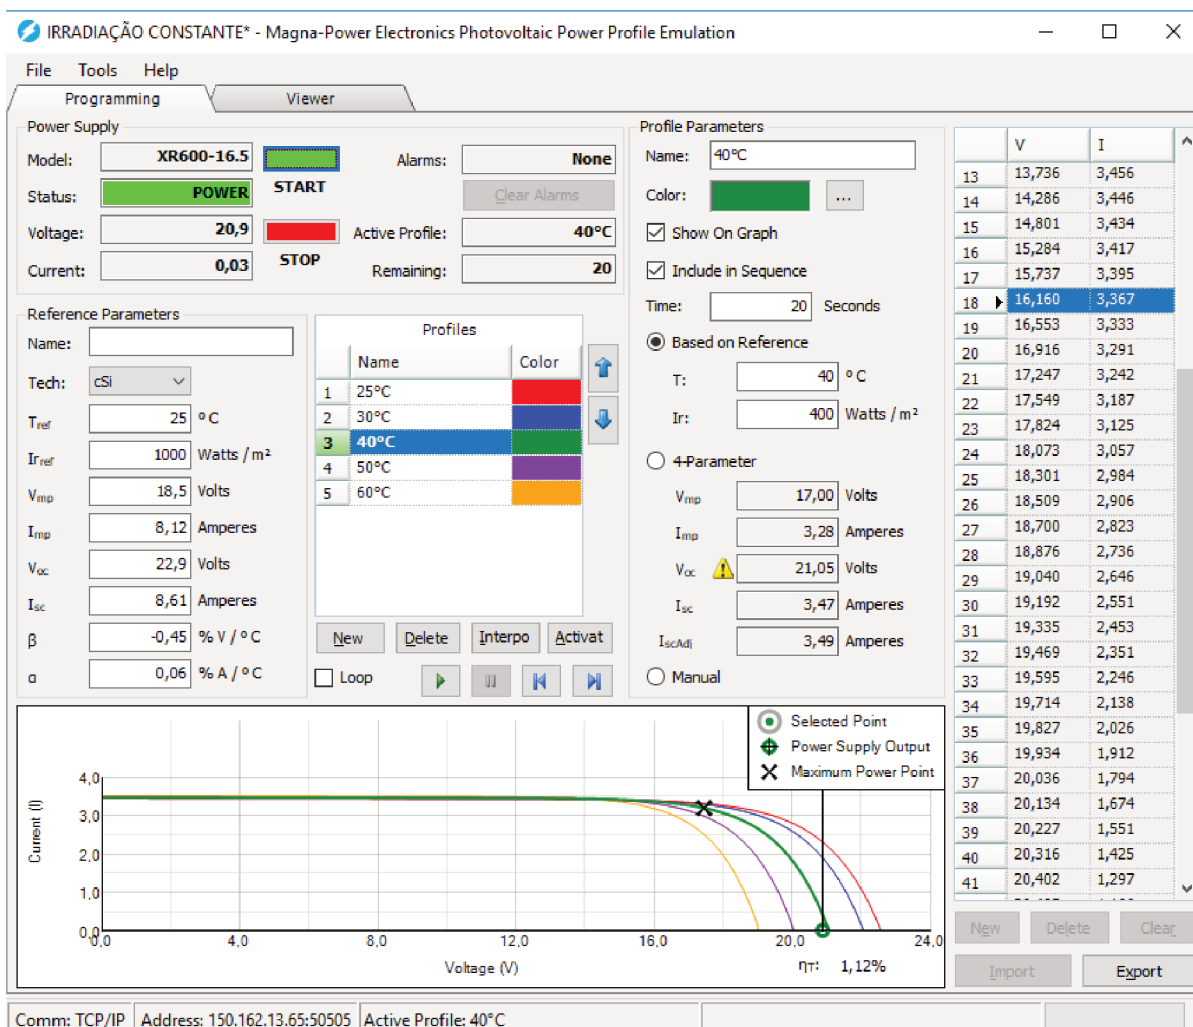 IRRADIAÇÃO CONSTANTE* - Magna-Power Electronics Photovoltaic Power Profile Emulation
File Tools Help
Programming Viewer
Power Supply
Model: XR600-16.5
START
Status: POWER
Voltage: 20,9
STOP
Current: 0,03
Alarms: None
Clear Alarms
Active Profile: 40°C
Remaining: 20
Reference Parameters
Name:
Tech: cSi
Tref 25 °C
Irref 1000 Watts / m²
Vmp 18,5 Volts
Imp 8,12 Amperes
Voc 22,9 Volts
Isc 8,61 Amperes
β -0,45 % V / °C
α 0,06 % A / °C
Profiles
Name Color
1 25°C
2 30°C
3 40°C
4 50°C
5 60°C
New Delete Interpo Activat
Loop
Profile Parameters
Name: 40°C
Color: ...
Show On Graph
Include in Sequence
Time: 20 Seconds
Based on Reference
T: 40 °C
Ir: 400 Watts / m²
4-Parameter
Vmp 17,00 Volts
Imp 3,28 Amperes
Voc 21,05 Volts
Isc 3,47 Amperes
IscAdj 3,49 Amperes
Manual
V I
13 13,736 3,456
14 14,286 3,446
15 14,801 3,434
16 15,284 3,417
17 15,737 3,395
18 16,160 3,367
19 16,553 3,333
20 16,916 3,291
21 17,247 3,242
22 17,549 3,187
23 17,824 3,125
24 18,073 3,057
25 18,301 2,984
26 18,509 2,906
27 18,700 2,823
28 18,876 2,736
29 19,040 2,646
30 19,192 2,551
31 19,335 2,453
32 19,469 2,351
33 19,595 2,246
34 19,714 2,138
35 19,827 2,026
36 19,934 1,912
37 20,036 1,794
38 20,134 1,674
39 20,227 1,551
40 20,316 1,425
41 20,402 1,297
New Delete Clear
Import Export
Selected Point
Power Supply Output
Maximum Power Point
Current (I)
4,0
3,0
2,0
1,0
0,0
0,0 4,0 8,0 12,0 16,0 20,0 24,0
Voltage (V)
ηT: 1,12%
Comm: TCP/IP Address: 150.162.13.65:50505 Active Profile: 40°C